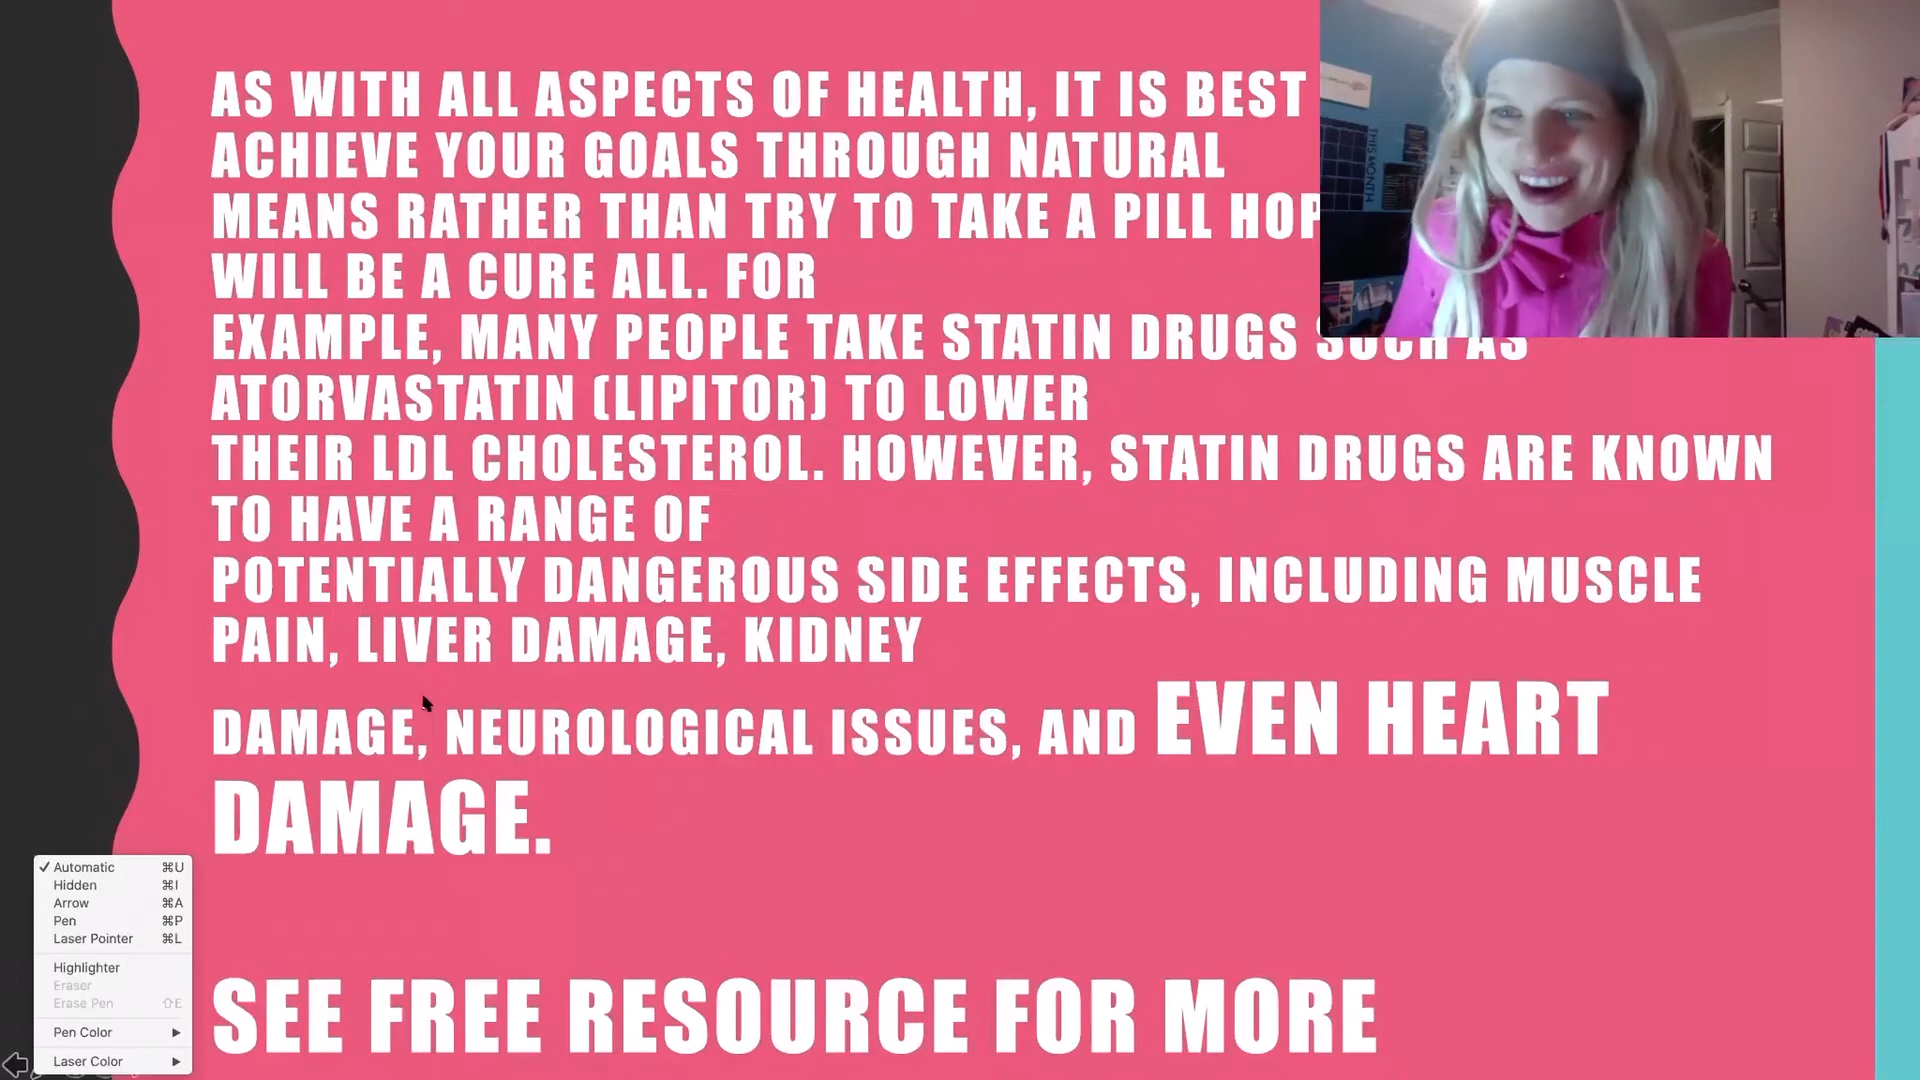 AS WITH ALL ASPECTS OF HEALTH, IT IS BEST
ACHIEVE YOUR GOALS THROUGH NATURAL
MEANS RATHER THAN TRY TO TAKE A PILL
WILL BE A CURE ALL. FOR
EXAMPLE, MANY PEOPLE TAKE STATIN DRUGS SUCH AS
ATORVASTATIN (LIPITOR) TO LOWER
THEIR LDL CHOLESTEROL. HOWEVER, STATIN DRUGS ARE KNOWN
TO HAVE A RANGE OF
POTENTIALLY DANGEROUS SIDE EFFECTS, INCLUDING MUSCLE
PAIN, LIVER DAMAGE, KIDNEY
DAMAGE, NEUROLOGICAL ISSUES, AND EVEN HEART
DAMAGE.
SEE FREE RESOURCE FOR MORE
THIS MONTH
✓ Automatic ⌘U
Hidden ⌘I
Arrow ⌘A
Pen ⌘P
Laser Pointer ⌘L
Highlighter
Eraser
Erase Pen ⇧E
Pen Color ▶
Laser Color ▶